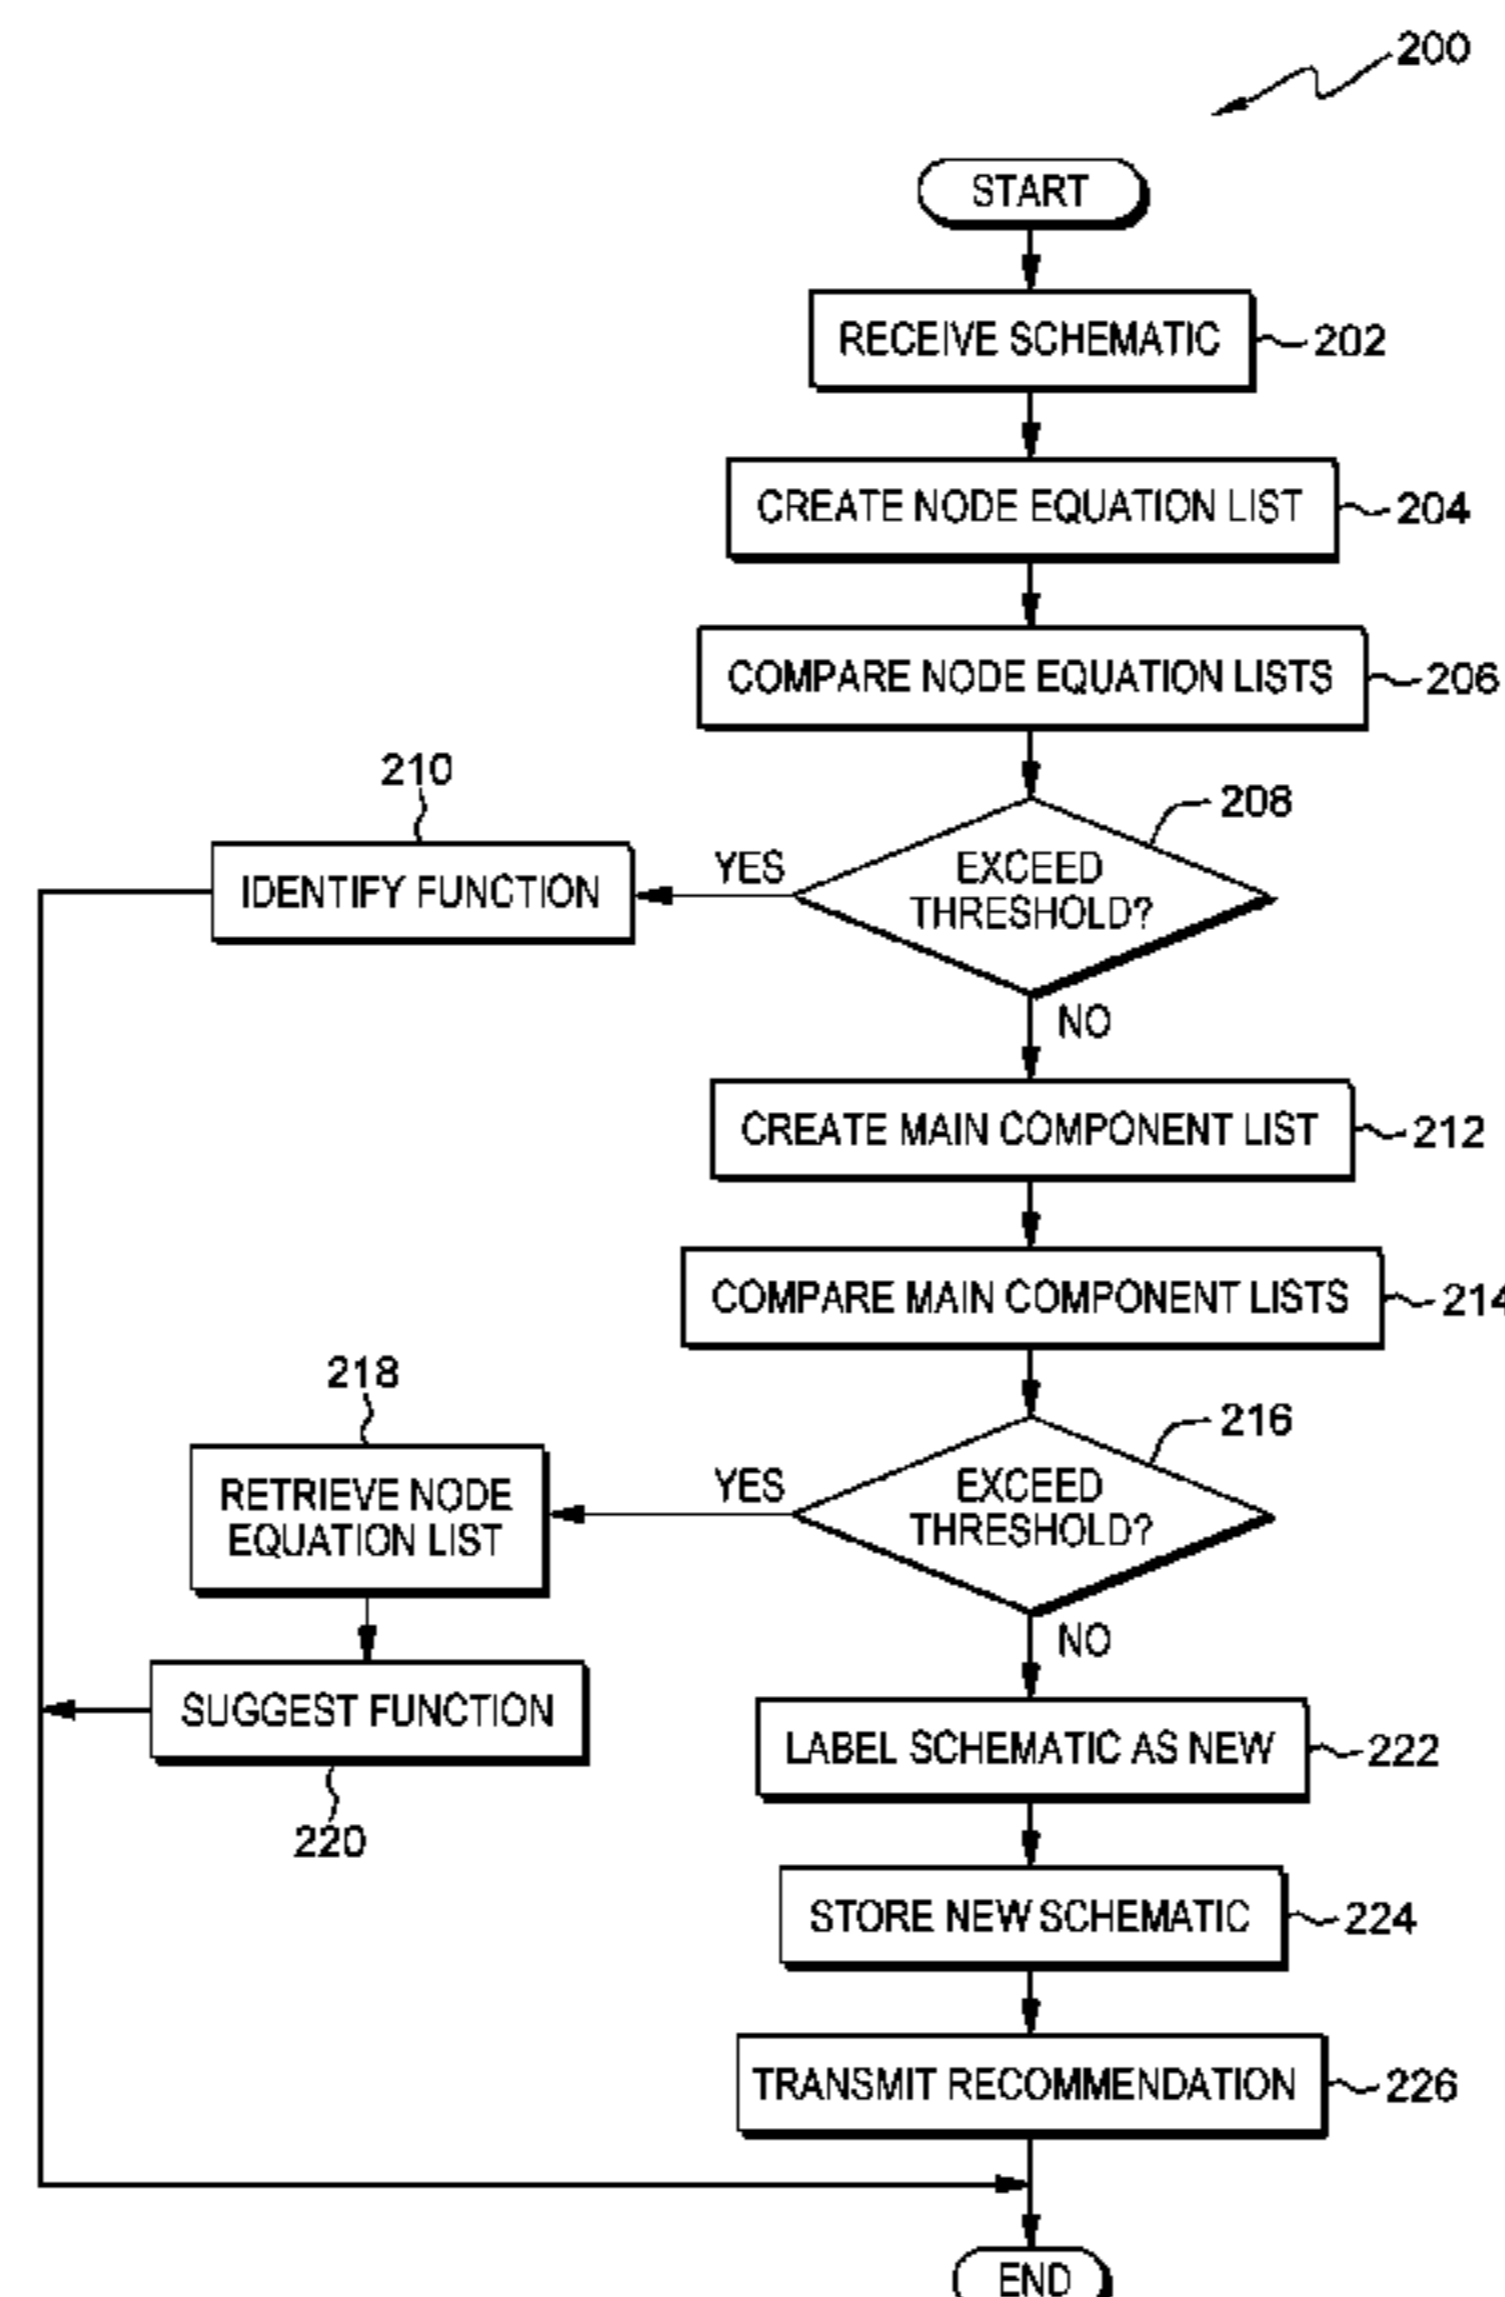 200
START
RECEIVE SCHEMATIC
202
CREATE NODE EQUATION LIST
204
COMPARE NODE EQUATION LISTS
206
208
EXCEED
THRESHOLD?
YES
210
IDENTIFY FUNCTION
NO
CREATE MAIN COMPONENT LIST
212
COMPARE MAIN COMPONENT LISTS
214
216
EXCEED
THRESHOLD?
YES
218
RETRIEVE NODE
EQUATION LIST
SUGGEST FUNCTION
220
NO
LABEL SCHEMATIC AS NEW
222
STORE NEW SCHEMATIC
224
TRANSMIT RECOMMENDATION
226
END